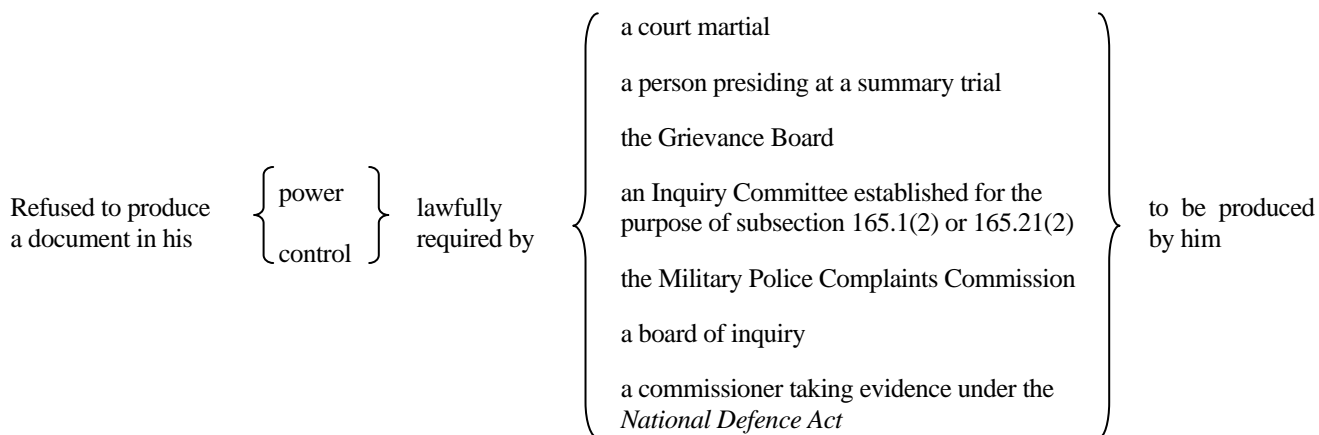 Refused to produce
a document in his
power
control
lawfully
required by
a court martial
a person presiding at a summary trial
the Grievance Board
an Inquiry Committee established for the
purpose of subsection 165.1(2) or 165.21(2)
the Military Police Complaints Commission
a board of inquiry
a commissioner taking evidence under the
National Defence Act
to be produced
by him